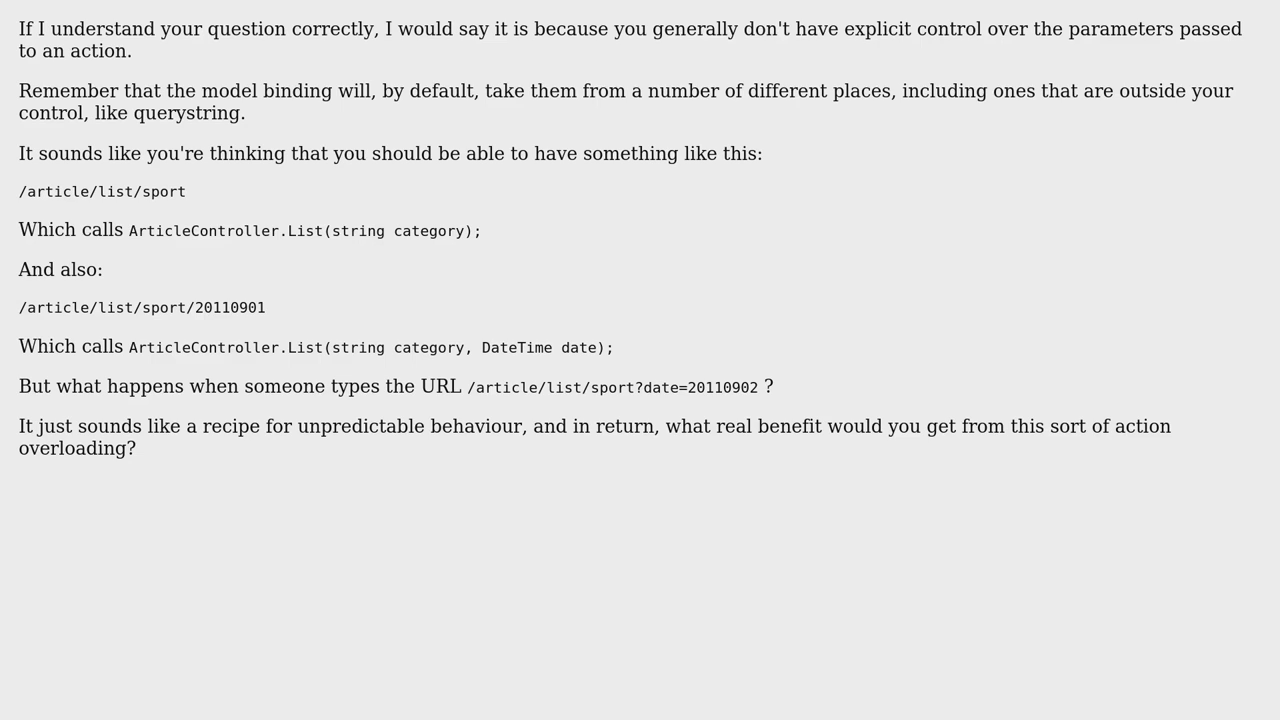 If I understand your question correctly, I would say it is because you generally don't have explicit control over the parameters passed
to an action.
Remember that the model binding will, by default, take them from a number of different places, including ones that are outside your
control, like querystring.
It sounds like you're thinking that you should be able to have something like this:
/article/list/sport
Which calls ArticleController.List(string category);
And also:
/article/list/sport/20110901
Which calls ArticleController.List(string category, DateTime date);
But what happens when someone types the URL /article/list/sport?date=20110902 ?
It just sounds like a recipe for unpredictable behaviour, and in return, what real benefit would you get from this sort of action
overloading?